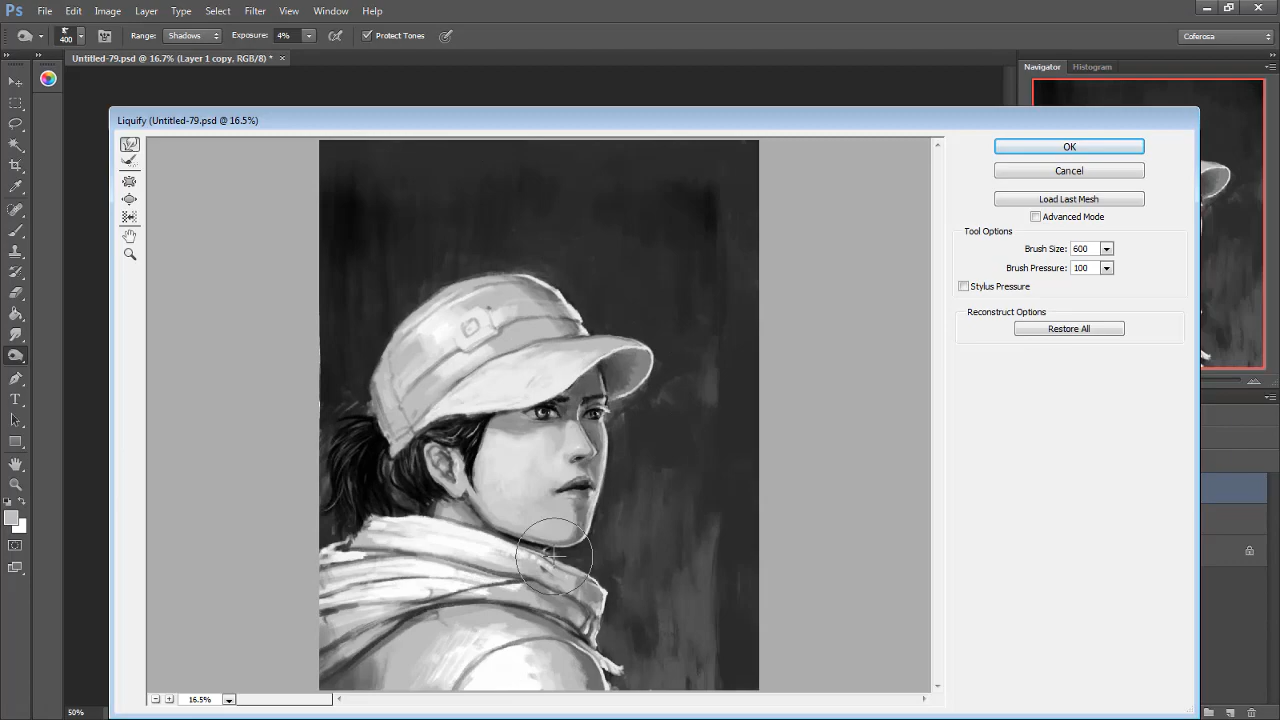 Ps File Edit Image Layer Type Select Filter View Window Help
400 Range: Shadows Exposure: 4% Protect Tones Coferosa
Untitled-79.psd @ 16.7% (Layer 1 copy, RGB/8) * ×
Navigator Histogram
Liquify (Untitled-79.psd @ 16.5%)
OK
Cancel
Load Last Mesh
Advanced Mode
Tool Options
Brush Size: 600
Brush Pressure: 100
Stylus Pressure
Reconstruct Options
Restore All
16.5%
50%